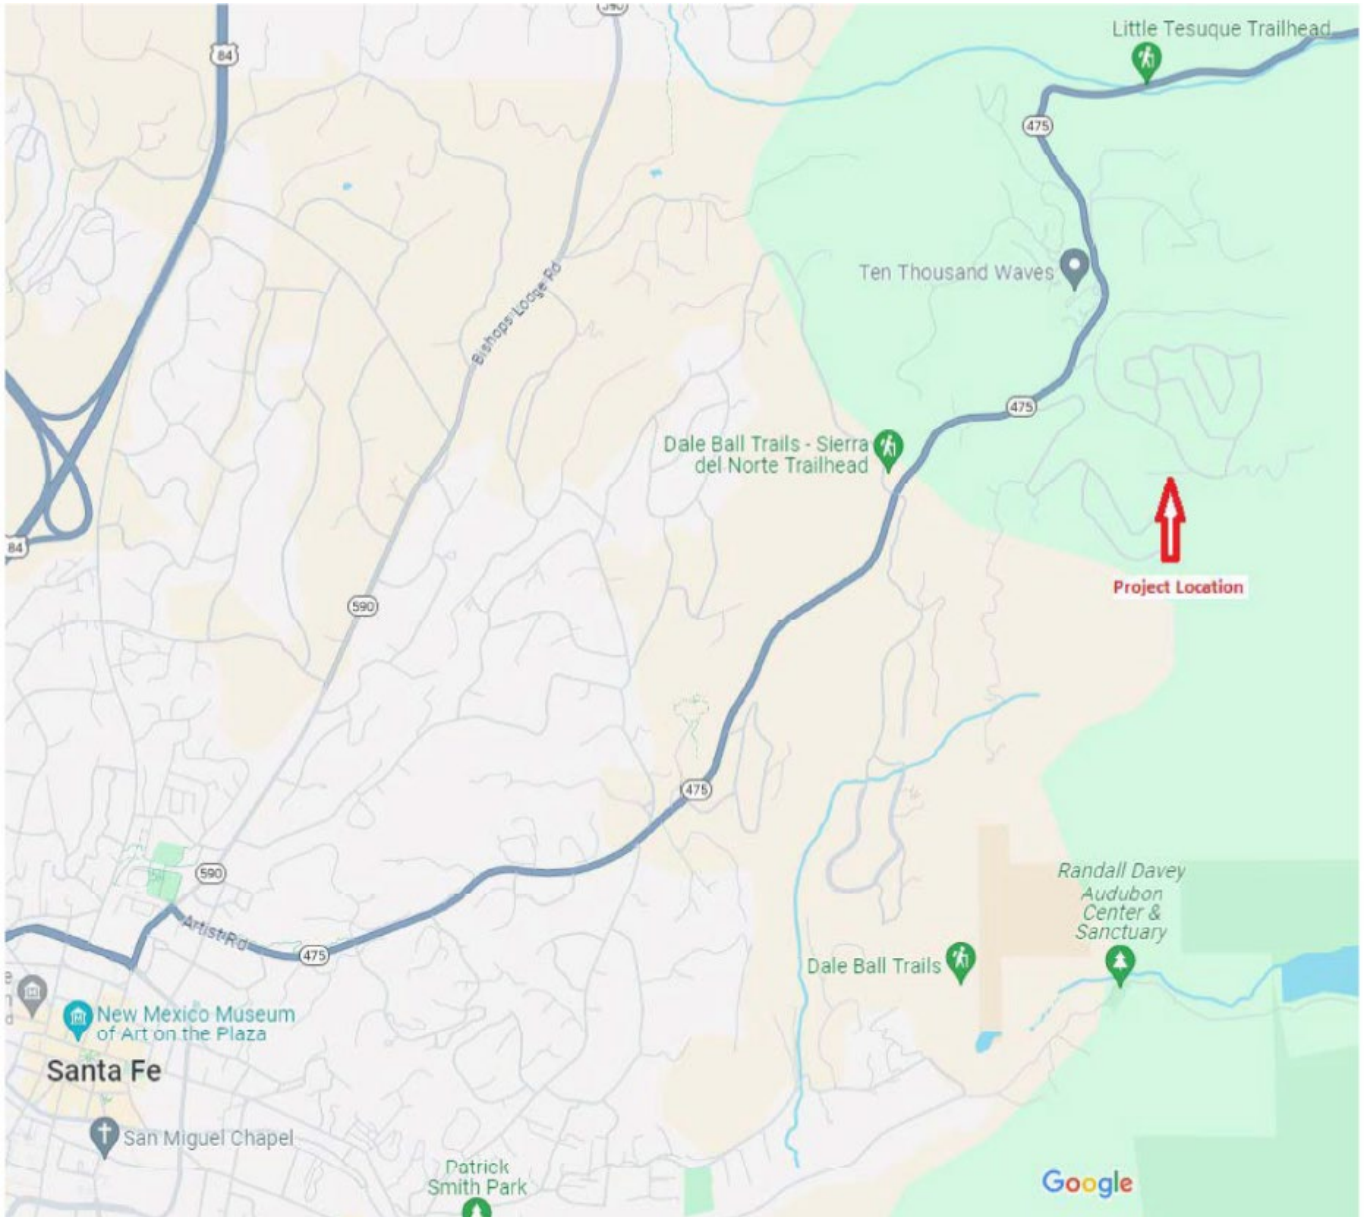 590
Little Tesuque Trailhead
84
475
Ten Thousand Waves
Bishops Lodge Rd
475
Dale Ball Trails - Sierra
del Norte Trailhead
84
Project Location
590
475
590
Randall Davey
Audubon
Center &
Sanctuary
Artist Rd
475
Dale Ball Trails
New Mexico Museum
of Art on the Plaza
Santa Fe
San Miguel Chapel
Patrick
Smith Park
Google